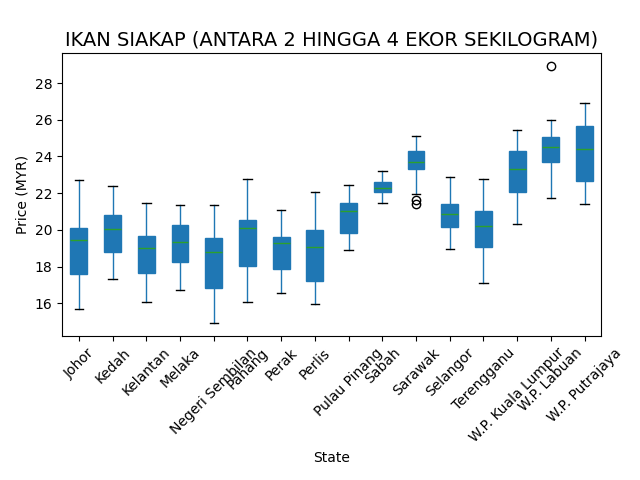 IKAN SIAKAP (ANTARA 2 HINGGA 4 EKOR SEKILOGRAM)
Price (MYR)
28
26
24
22
20
18
16
Johor
Kedah
Kelantan
Melaka
Negeri Sembilan
Pahang
Perak
Perlis
Pulau Pinang
Sabah
Sarawak
Selangor
Terengganu
W.P. Kuala Lumpur
W.P. Labuan
W.P. Putrajaya
State